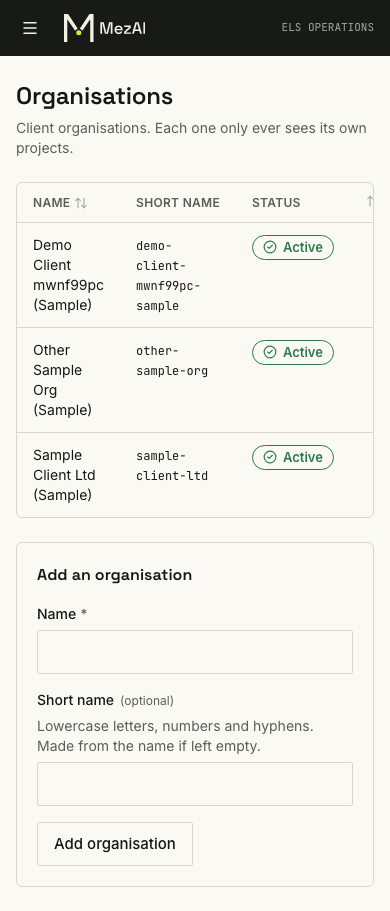 MezAI
ELS OPERATIONS
Organisations
Client organisations. Each one only ever sees its own
projects.
NAME SHORT NAME STATUS
Demo
Client
mwnf99pc
(Sample)
demo-
client-
mwnf99pc-
sample
Active
Other
Sample
Org
(Sample)
other-
sample-org
Active
Sample
Client Ltd
(Sample)
sample-
client-ltd
Active
Add an organisation
Name *
Short name (optional)
Lowercase letters, numbers and hyphens.
Made from the name if left empty.
Add organisation